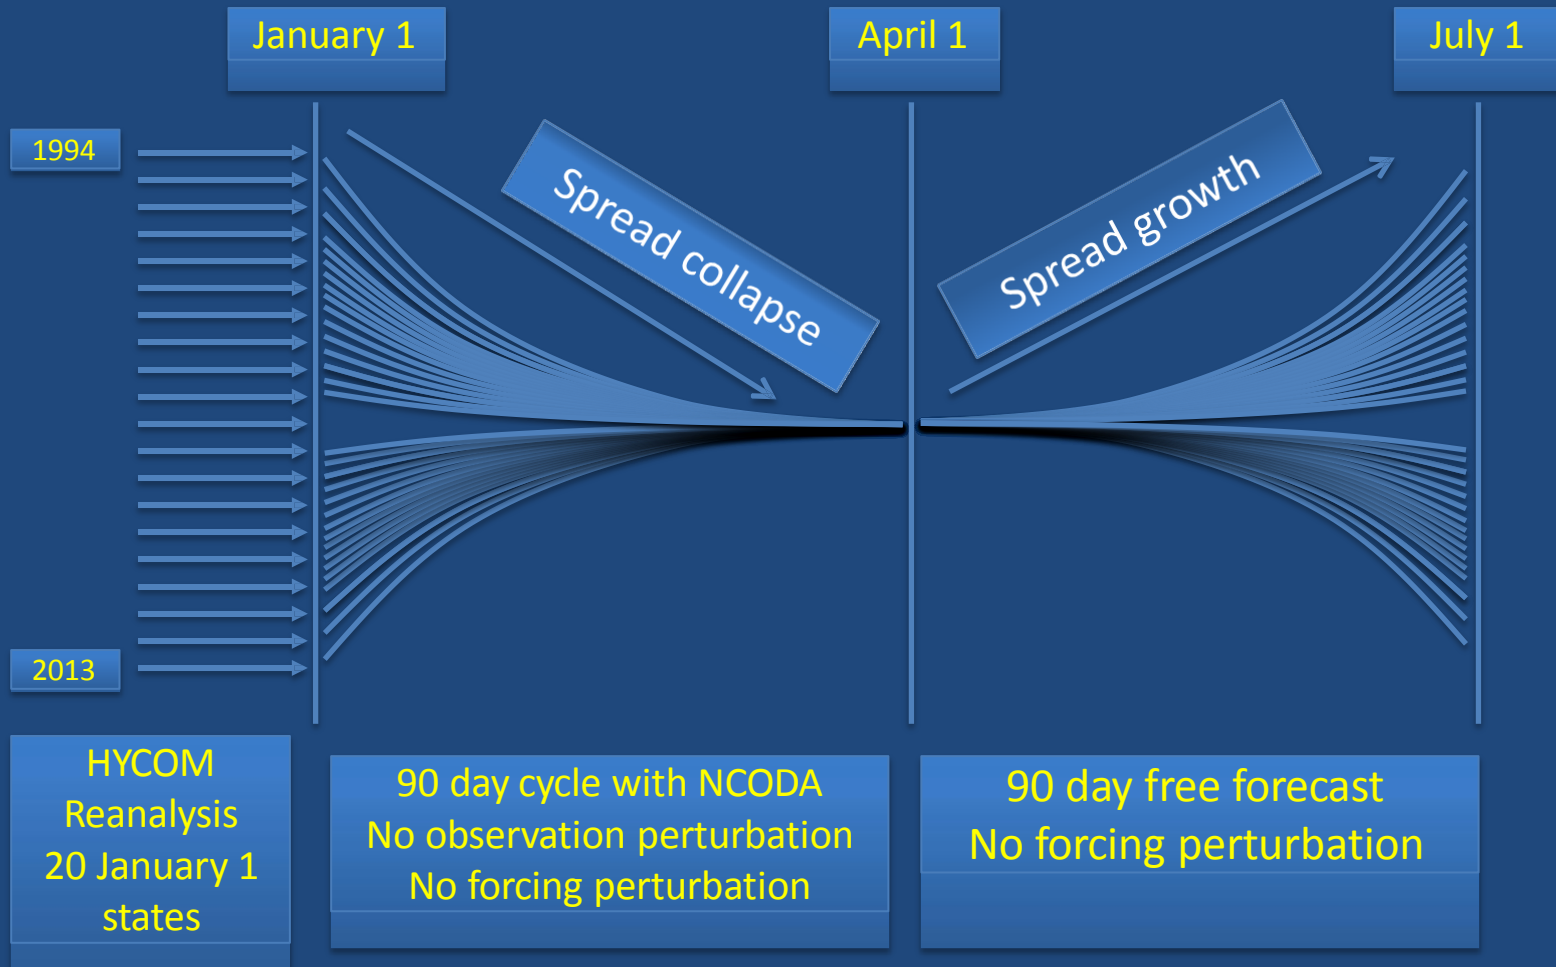 January 1
April 1
July 1
1994
Spread collapse
Spread growth
2013
HYCOM
Reanalysis
20 January 1
states
90 day cycle with NCODA
No observation perturbation
No forcing perturbation
90 day free forecast
No forcing perturbation